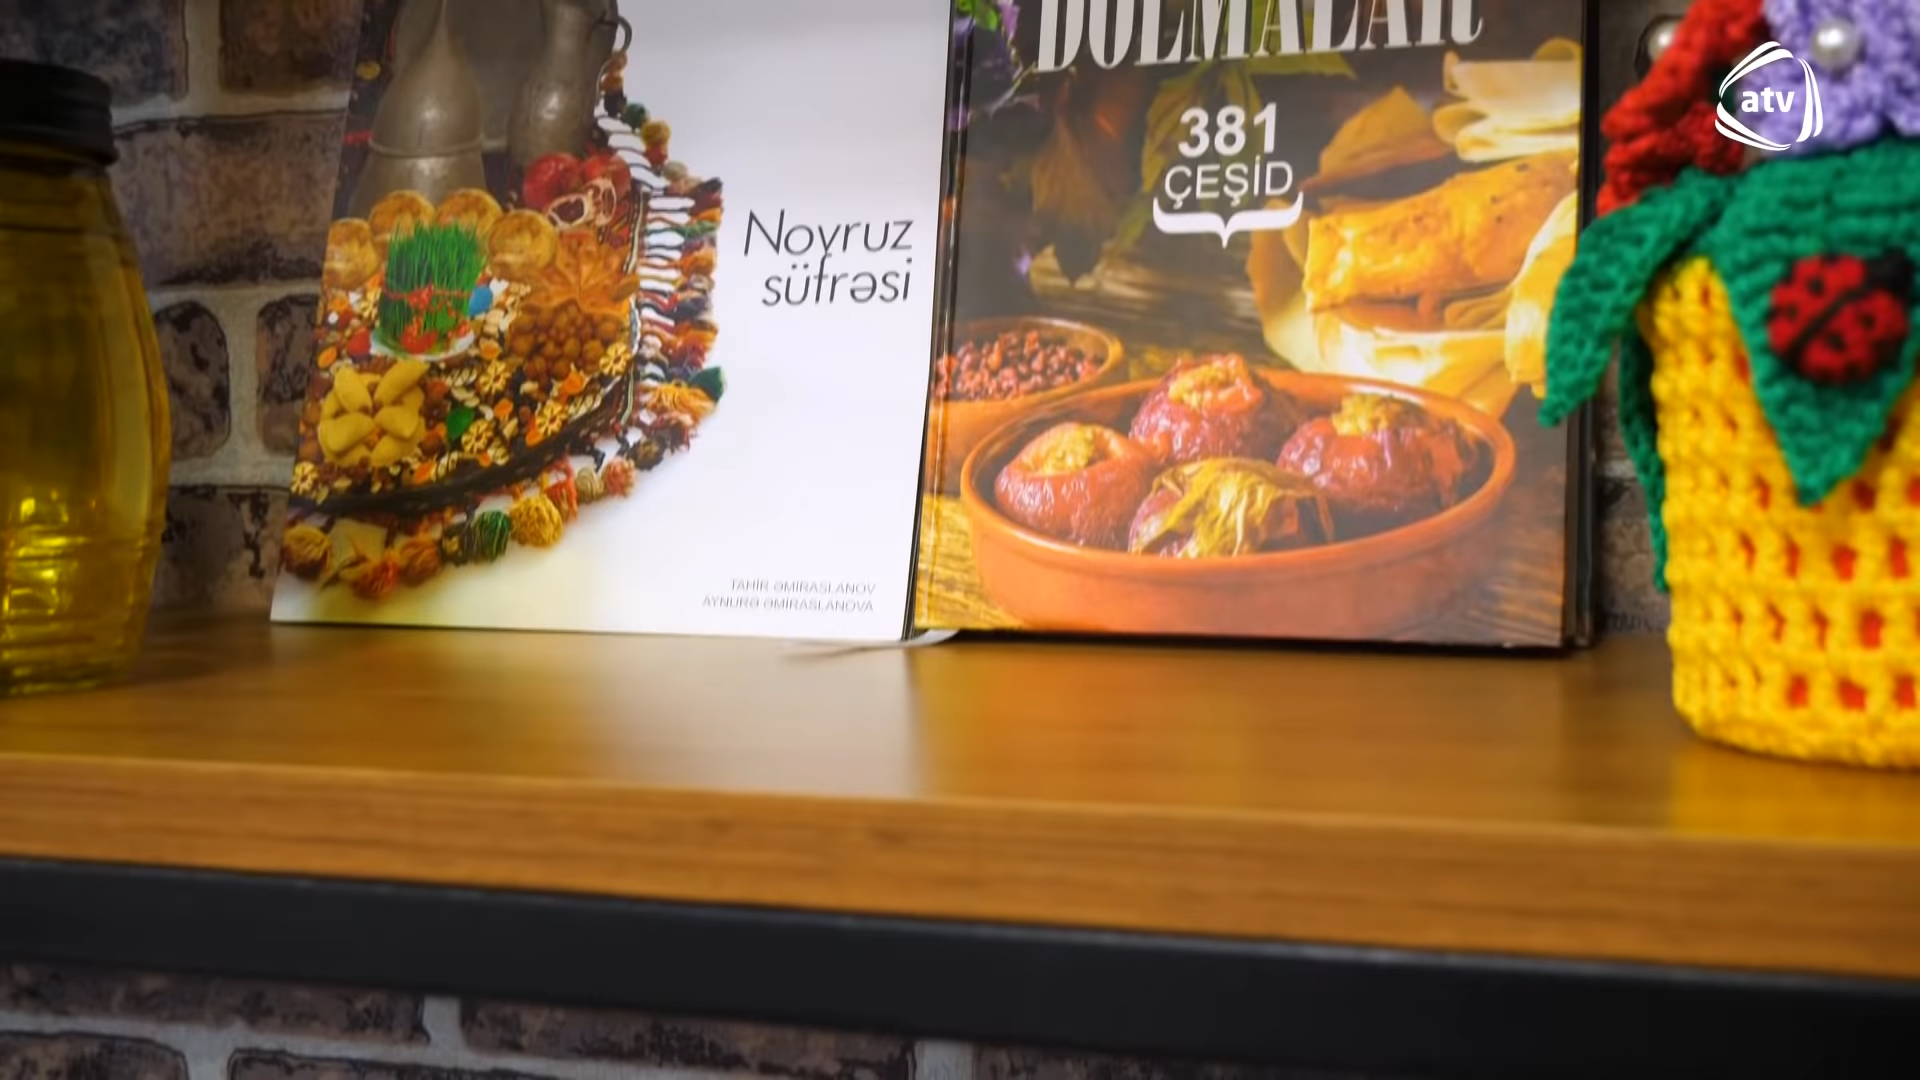 Novruz
süfrəsi
TAHİR ƏMİRASLANOV
AYNURƏ ƏMİRASLANOVA
DOLMALAR
381
ÇEŞİD
atv